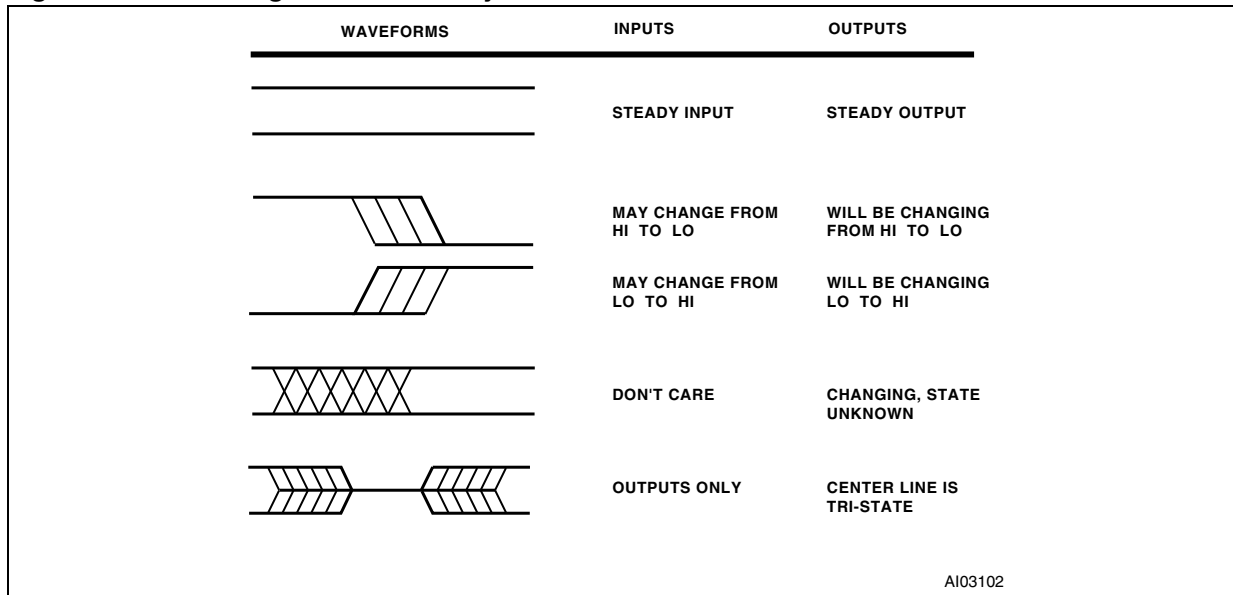 WAVEFORMS INPUTS OUTPUTS
STEADY INPUT STEADY OUTPUT
MAY CHANGE FROM WILL BE CHANGING
HI TO LO FROM HI TO LO
MAY CHANGE FROM WILL BE CHANGING
LO TO HI LO TO HI
DON'T CARE CHANGING, STATE
UNKNOWN
OUTPUTS ONLY CENTER LINE IS
TRI-STATE
AI03102